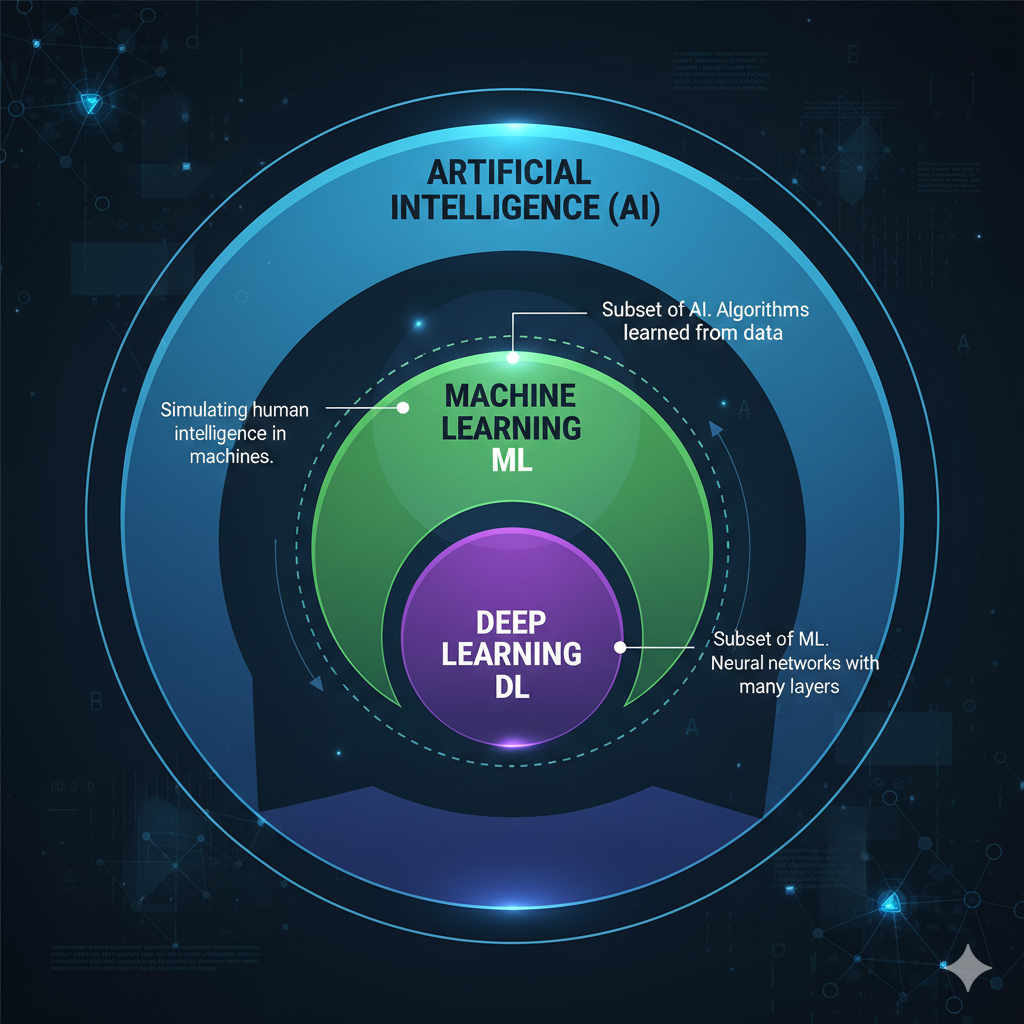 ARTIFICIAL
INTELLIGENCE (AI)
Subset of AI. Algorithms
learned from data
MACHINE
LEARNING
ML
Simulating human
intelligence in
machines.
DEEP
LEARNING
DL
Subset of ML.
Neural networks with
many layers
A
A
B
A